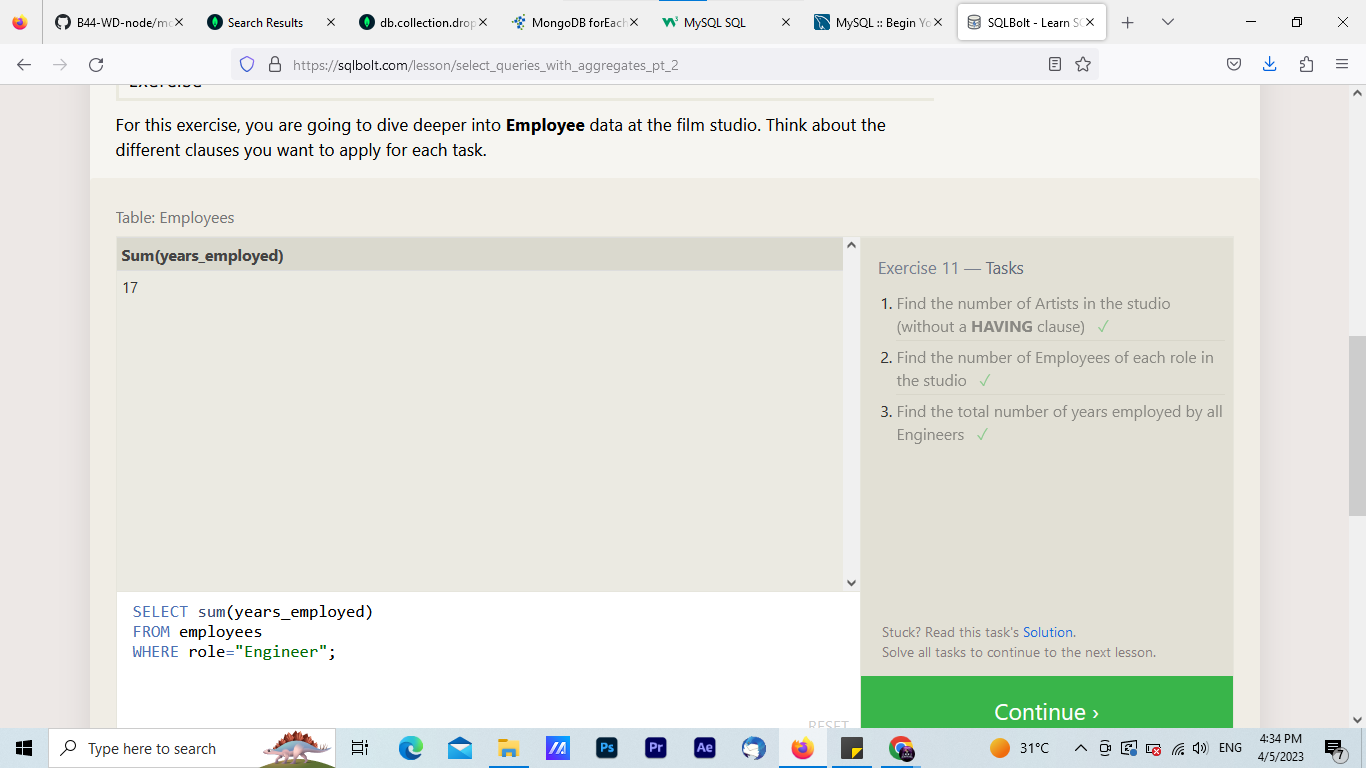 B44-WD-node/mc
Search Results
db.collection.drop
MongoDB forEach
MySQL SQL
MySQL :: Begin Yo
SQLBolt - Learn S
https://sqlbolt.com/lesson/select_queries_with_aggregates_pt_2
Exercise
For this exercise, you are going to dive deeper into Employee data at the film studio. Think about the
different clauses you want to apply for each task.
Table: Employees
Sum(years_employed)
17
Exercise 11 — Tasks
1. Find the number of Artists in the studio
(without a HAVING clause) ✓
2. Find the number of Employees of each role in
the studio ✓
3. Find the total number of years employed by all
Engineers ✓
SELECT sum(years_employed)
FROM employees
WHERE role="Engineer";
RESET
Stuck? Read this task's Solution.
Solve all tasks to continue to the next lesson.
Continue ›
Type here to search
Ps
Pr
Ae
31°C
ENG
4:34 PM
4/5/2023
7